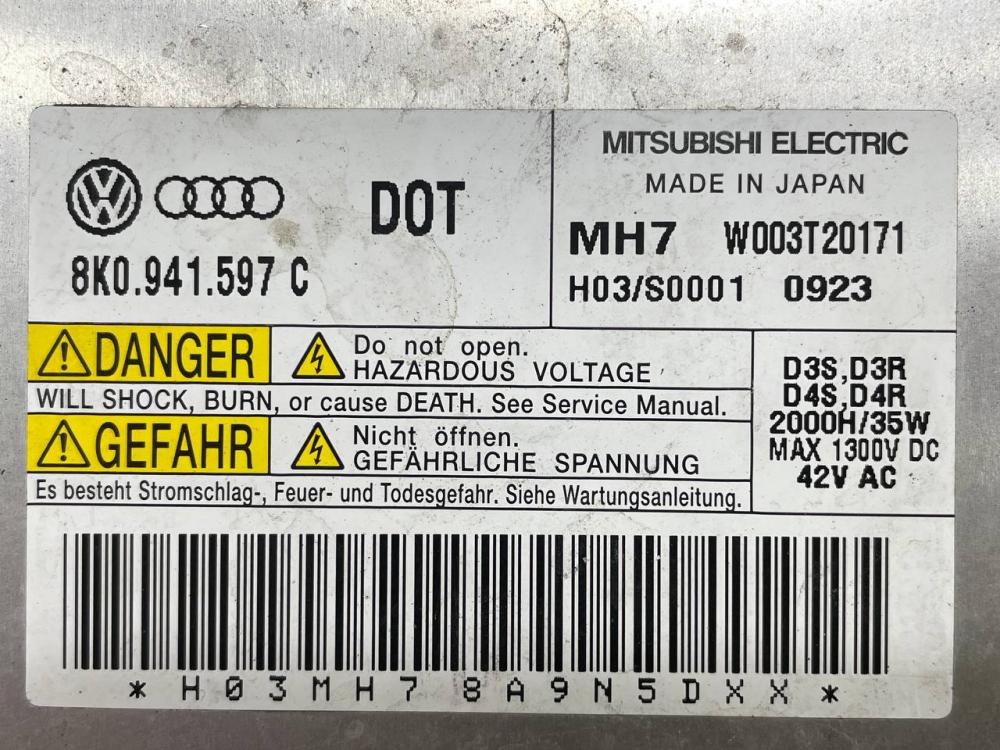 VW
DOT
8K0.941.597 C
MITSUBISHI ELECTRIC
MADE IN JAPAN
MH7 W003T20171
H03/S0001 0923
DANGER
Do not open.
HAZARDOUS VOLTAGE
WILL SHOCK, BURN, or cause DEATH. See Service Manual.
GEFAHR
Nicht öffnen.
GEFÄHRLICHE SPANNUNG
Es besteht Stromschlag-, Feuer- und Todesgefahr. Siehe Wartungsanleitung.
D3S,D3R
D4S,D4R
2000H/35W
MAX 1300V DC
42V AC
*H03MH78A9N5DXX*